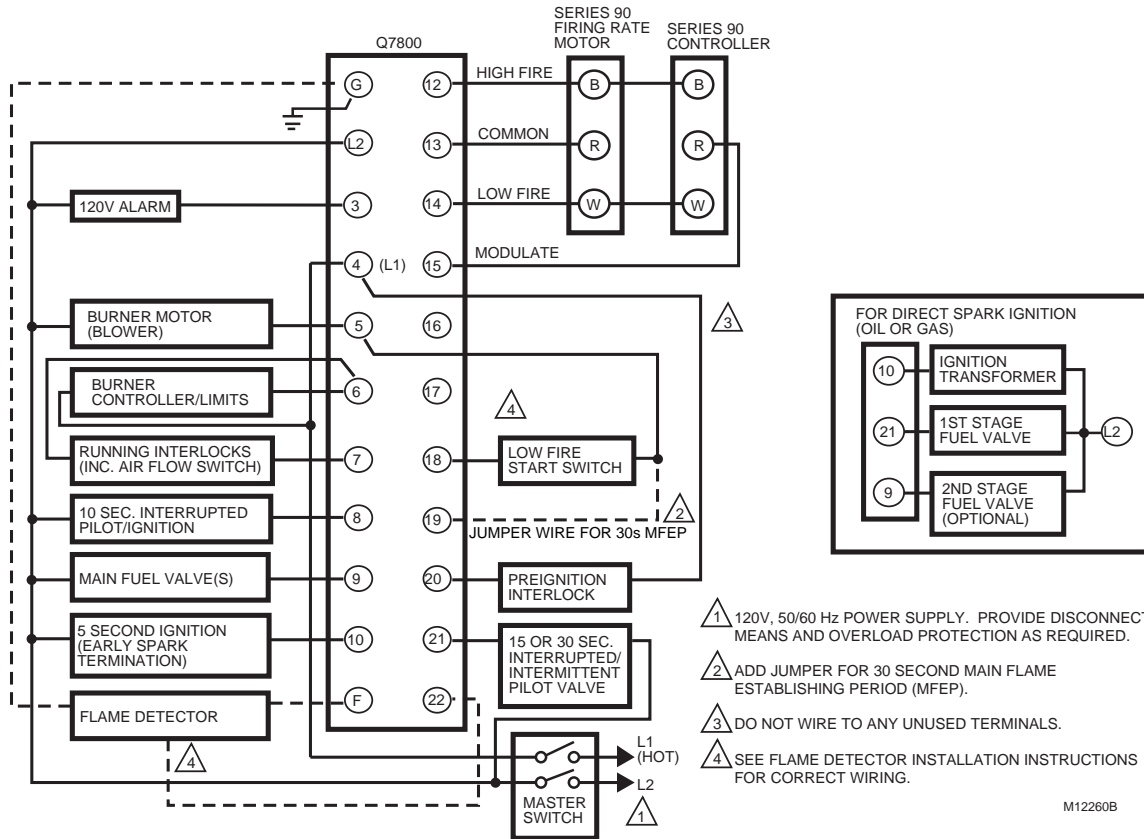 SERIES 90
FIRING RATE
MOTOR
SERIES 90
CONTROLLER
Q7800
G
12
HIGH FIRE
B
B
L2
13
COMMON
R
R
120V ALARM
3
14
LOW FIRE
W
W
4
(L1)
15
MODULATE
BURNER MOTOR
(BLOWER)
5
16
3
BURNER
CONTROLLER/LIMITS
6
17
4
RUNNING INTERLOCKS
(INC. AIR FLOW SWITCH)
7
18
LOW FIRE
START SWITCH
10 SEC. INTERRUPTED
PILOT/IGNITION
8
19
2
JUMPER WIRE FOR 30s MFEP
MAIN FUEL VALVE(S)
9
20
PREIGNITION
INTERLOCK
5 SECOND IGNITION
(EARLY SPARK
TERMINATION)
10
21
15 OR 30 SEC.
INTERRUPTED/
INTERMITTENT
PILOT VALVE
FLAME DETECTOR
F
22
4
L1
(HOT)
L2
MASTER
SWITCH
1
FOR DIRECT SPARK IGNITION
(OIL OR GAS)
10
IGNITION
TRANSFORMER
21
1ST STAGE
FUEL VALVE
L2
9
2ND STAGE
FUEL VALVE
(OPTIONAL)
1 120V, 50/60 Hz POWER SUPPLY. PROVIDE DISCONNECT
MEANS AND OVERLOAD PROTECTION AS REQUIRED.
2 ADD JUMPER FOR 30 SECOND MAIN FLAME
ESTABLISHING PERIOD (MFEP).
3 DO NOT WIRE TO ANY UNUSED TERMINALS.
4 SEE FLAME DETECTOR INSTALLATION INSTRUCTIONS
FOR CORRECT WIRING.
M12260B